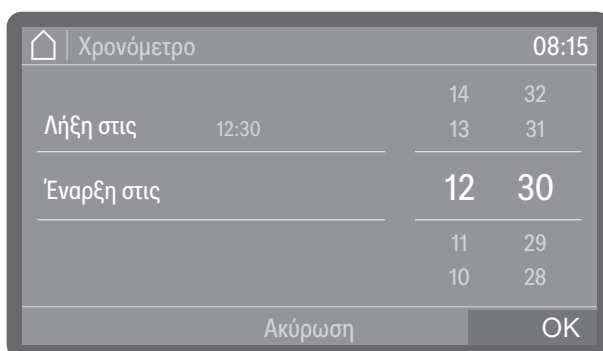 Χρονόμετρο 08:15
14 32
Λήξη στις 12:30 13 31
Έναρξη στις 12 30
11 29
10 28
Ακύρωση OK